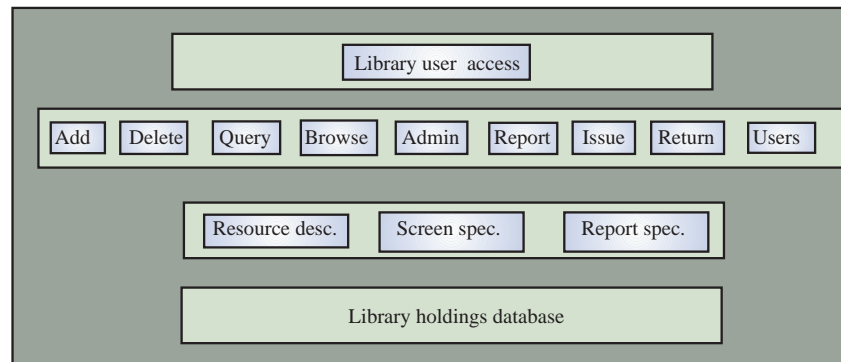 Library user access
Add Delete Query Browse Admin Report Issue Return Users
Resource desc. Screen spec. Report spec.
Library holdings database